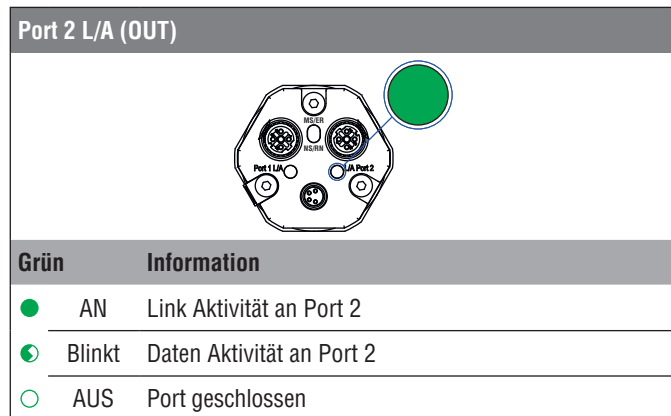 Port 2 L/A (OUT)
MS/ER
NS/RN
Port 1 L/A
L/A Port 2
Grün Information
AN Link Aktivität an Port 2
Blinkt Daten Aktivität an Port 2
AUS Port geschlossen